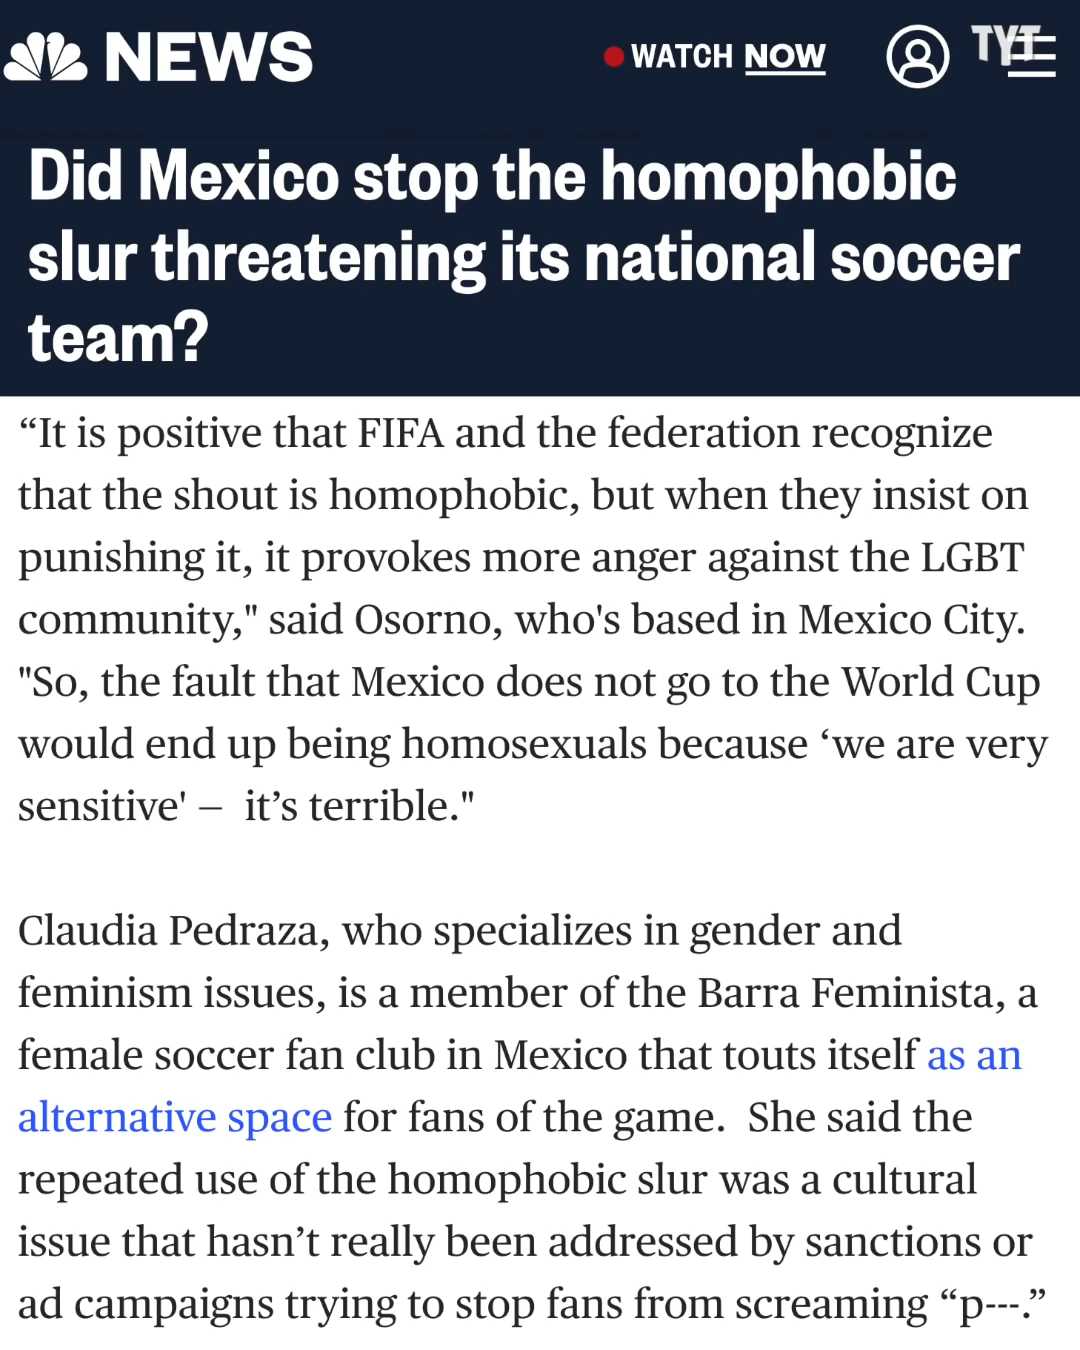 NEWS
WATCH NOW
TYT
Did Mexico stop the homophobic
slur threatening its national soccer
team?
“It is positive that FIFA and the federation recognize
that the shout is homophobic, but when they insist on
punishing it, it provokes more anger against the LGBT
community," said Osorno, who's based in Mexico City.
"So, the fault that Mexico does not go to the World Cup
would end up being homosexuals because ‘we are very
sensitive' – it’s terrible."
Claudia Pedraza, who specializes in gender and
feminism issues, is a member of the Barra Feminista, a
female soccer fan club in Mexico that touts itself as an
alternative space for fans of the game. She said the
repeated use of the homophobic slur was a cultural
issue that hasn’t really been addressed by sanctions or
ad campaigns trying to stop fans from screaming “p---.”